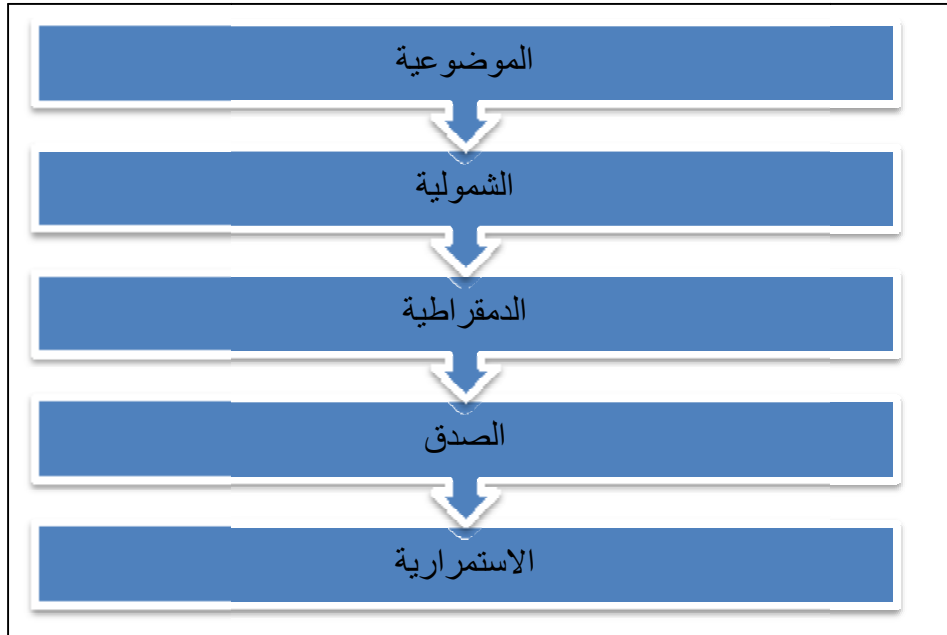 الموضوعية
الشمولية
الدمقراطية
الصدق
الاستمرارية